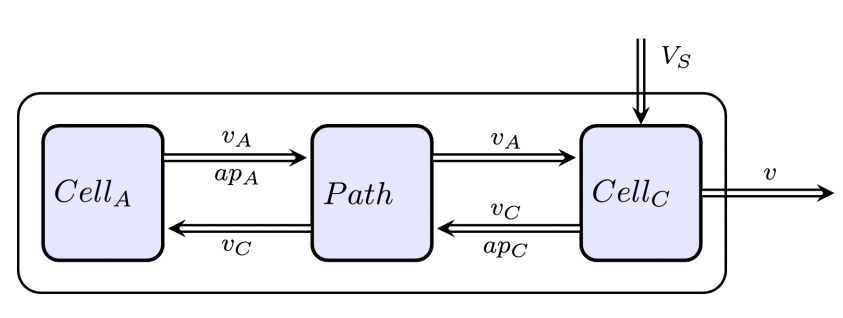 V_S
v_A
v_A
ap_A
v
Cell_A
Path
Cell_C
v_C
v_C
ap_C